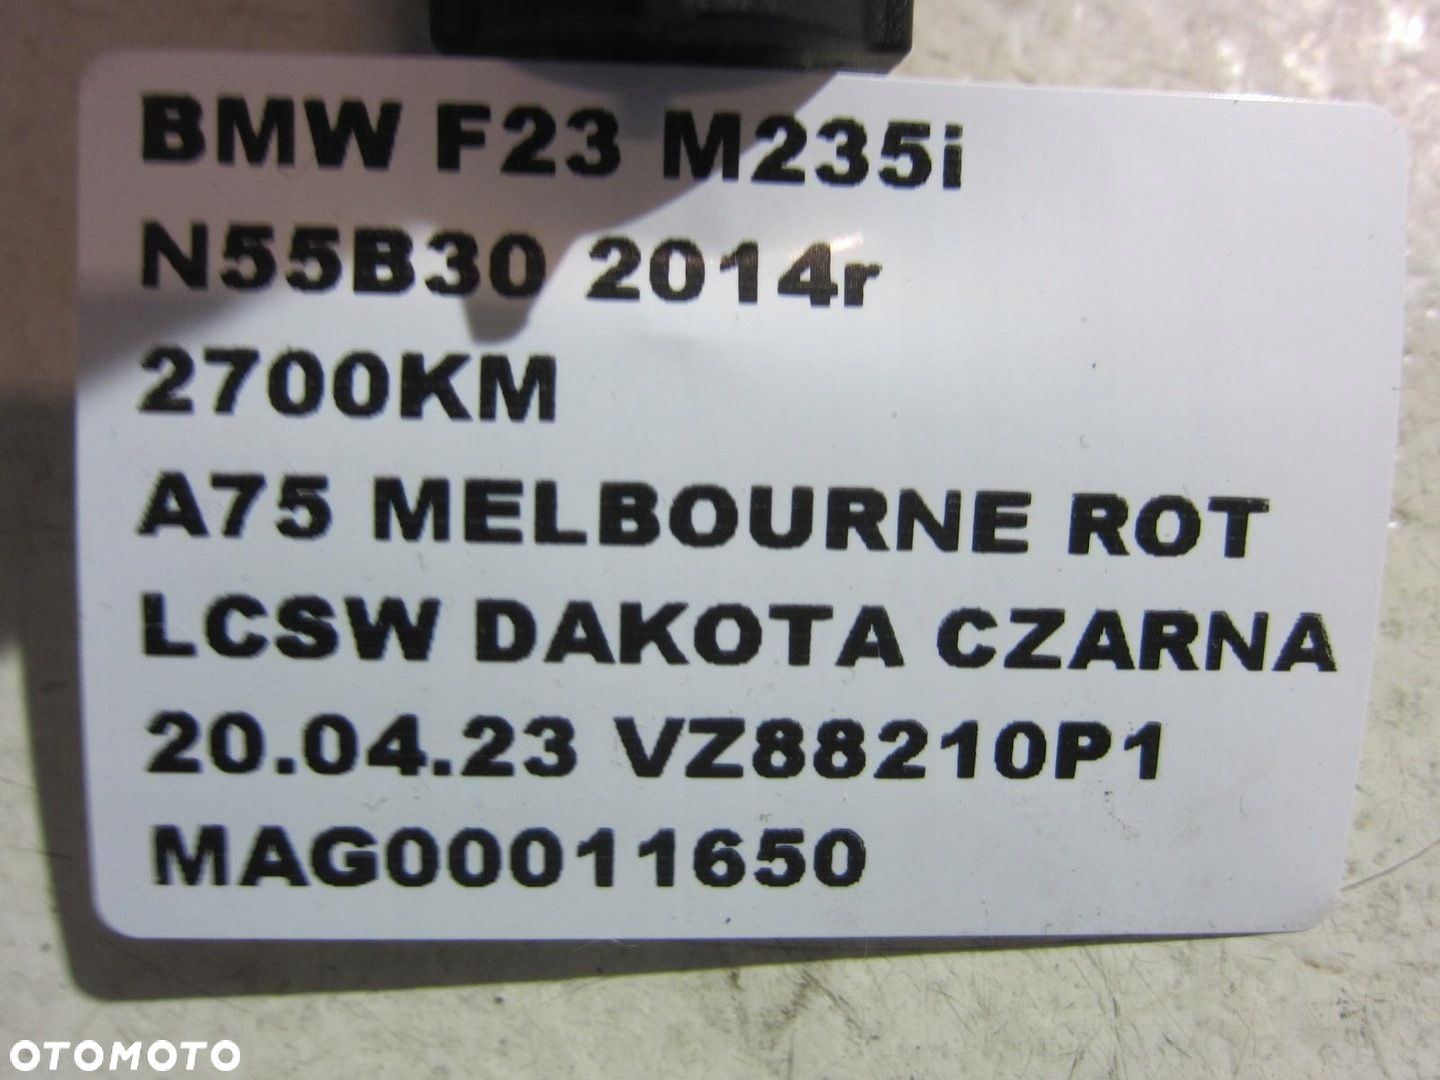 BMW F23 M235i
N55B30 2014r
2700KM
A75 MELBOURNE ROT
LCSW DAKOTA CZARNA
20.04.23 VZ88210P1
MAG00011650
OTOMOTO